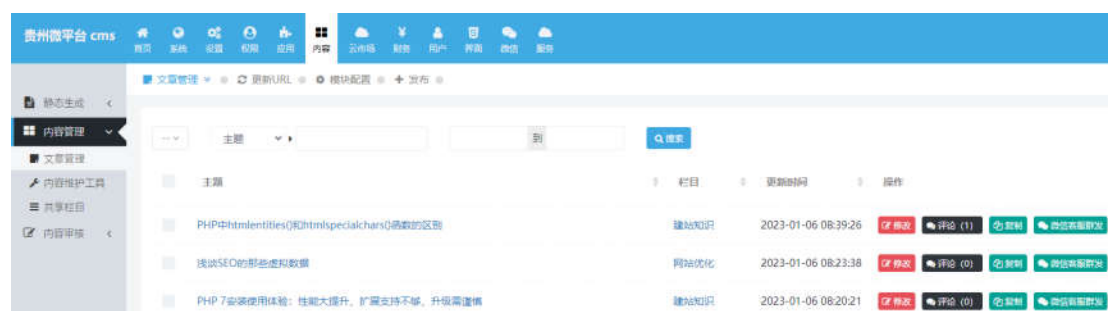 贵州微平台 cms
首页 系统 设置 权限 应用 内容 云市场 财务 用户 界面 微信 服务
文章管理 更新URL 模块配置 发布
静态生成
内容管理
文章管理
内容维护工具
共享栏目
内容审核
-- 主题 到 搜索
主题 栏目 更新时间 操作
PHP中htmlentities()和htmlspecialchars()函数的区别 建站知识 2023-01-06 08:39:26 修改 评论 (1) 复制 微信客服群发
浅谈SEO的那些虚拟数据 网站优化 2023-01-06 08:23:38 修改 评论 (0) 复制 微信客服群发
PHP 7安装使用体验：性能大提升，扩展支持不够，升级需谨慎 建站知识 2023-01-06 08:20:21 修改 评论 (0) 复制 微信客服群发